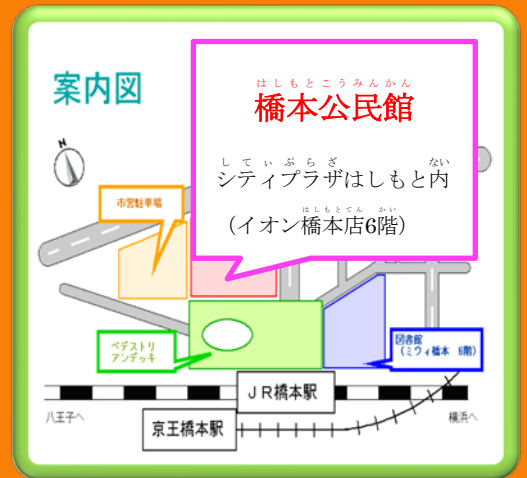 案内図
はしもとこうみんかん
橋本公民館
してぃぷらざ ない
シティプラザはしもと内
はしもとてん かい
(イオン橋本店6階)
N
市営駐車場
ペデストリ
アンデッキ
図書館
(ミウィ橋本 6階)
JR橋本駅
八王子へ
横浜へ
京王橋本駅